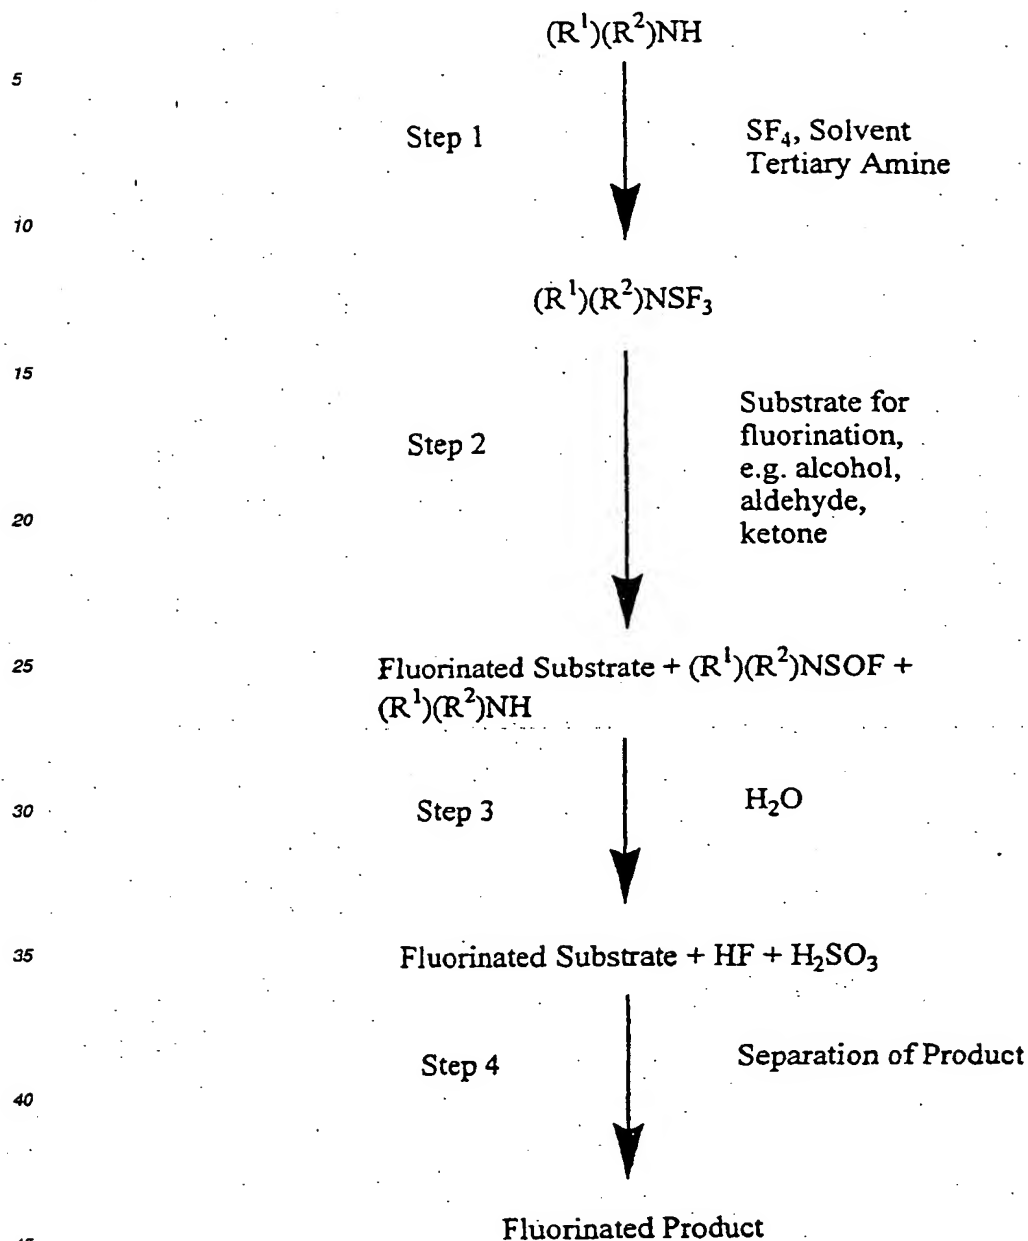 (R¹)(R²)NH
5
Step 1
SF₄, Solvent
Tertiary Amine
10
(R¹)(R²)NSF₃
15
Substrate for
fluorination,
e.g. alcohol,
aldehyde,
ketone
Step 2
20
25
Fluorinated Substrate + (R¹)(R²)NSOF +
(R¹)(R²)NH
30
Step 3
H₂O
35
Fluorinated Substrate + HF + H₂SO₃
Step 4
Separation of Product
40
Fluorinated Product